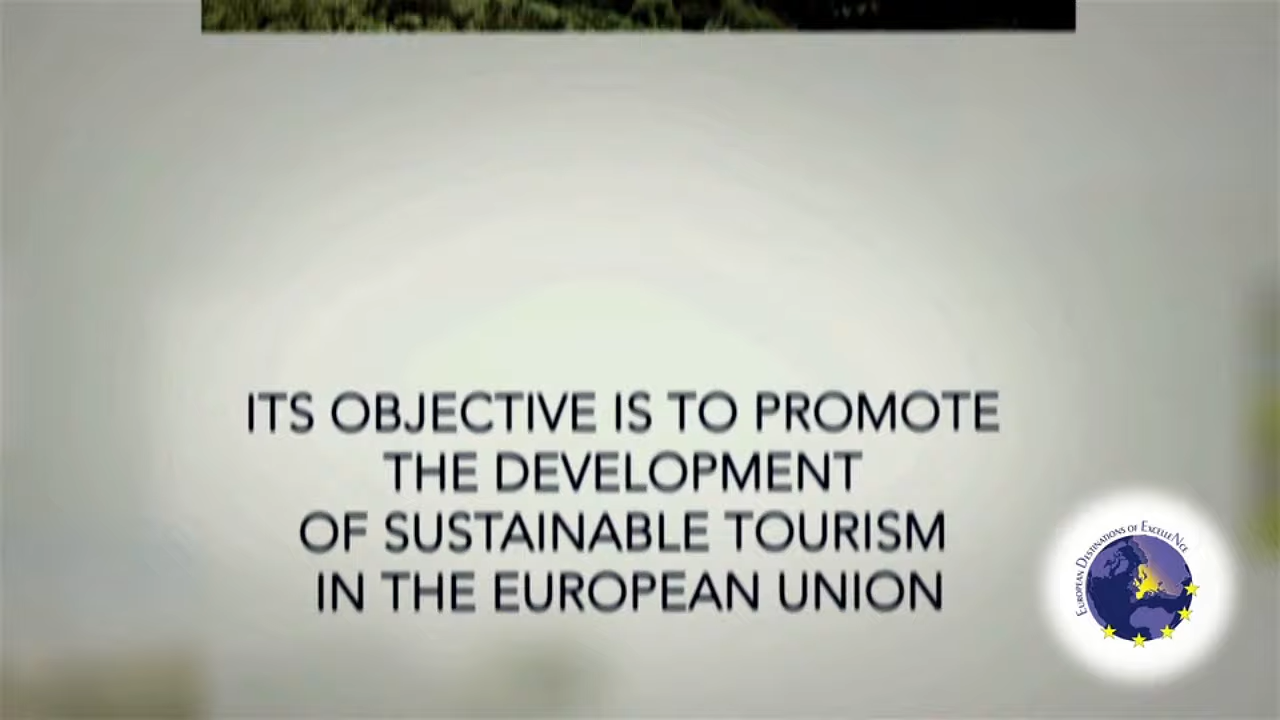 ITS OBJECTIVE IS TO PROMOTE
THE DEVELOPMENT
OF SUSTAINABLE TOURISM
IN THE EUROPEAN UNION
EUROPEAN DESTINATIONS OF EXCELLENCE